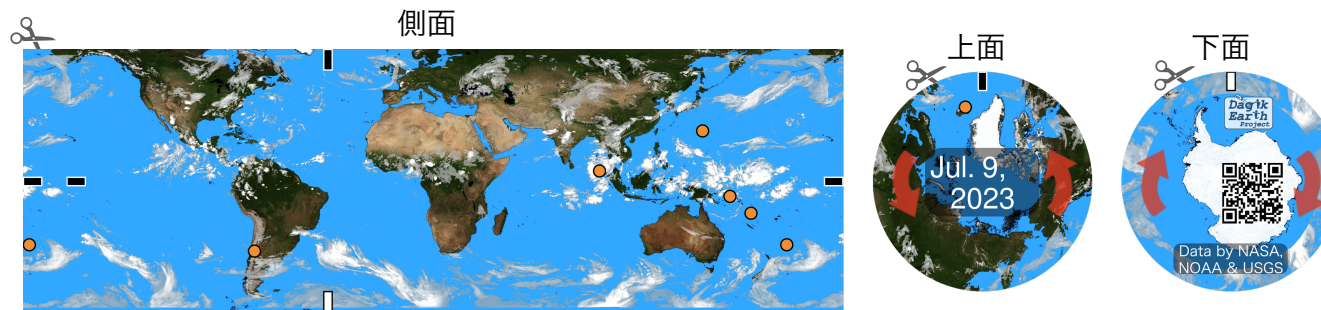 側面
上面
下面
Jul. 9,
2023
Dagik
Earth
Project
Data by NASA,
NOAA & USGS